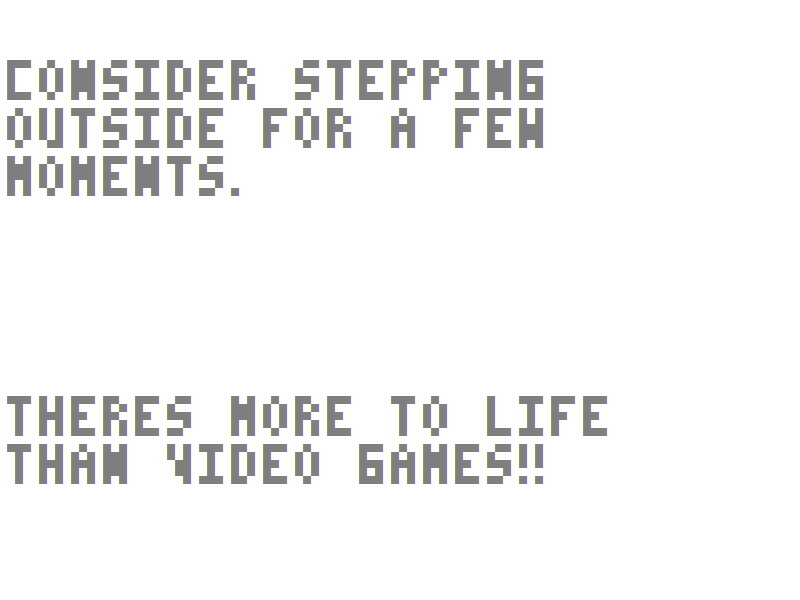 CONSIDER STEPPING
OUTSIDE FOR A FEW
MOMENTS.
THERES MORE TO LIFE
THAN VIDEO GAMES!!